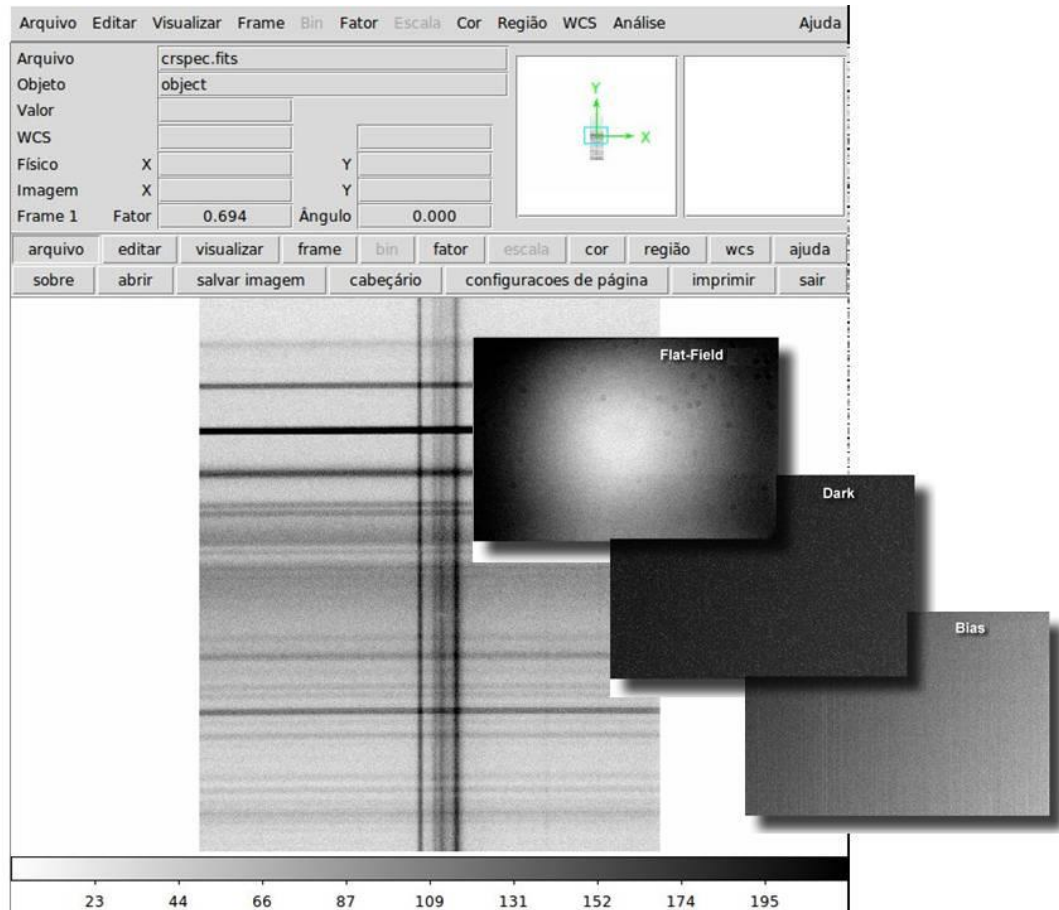 Arquivo Editar Visualizar Frame Bin Fator Escala Cor Região WCS Análise Ajuda
Arquivo crspec.fits
Objeto object
Valor
WCS
Físico X Y
Imagem X Y
Frame 1 Fator 0.694 Ângulo 0.000
Y
X
arquivo editar visualizar frame bin fator escala cor região wcs ajuda
sobre abrir salvar imagem cabeçário configuracoes de página imprimir sair
Flat-Field
Dark
Bias
23 44 66 87 109 131 152 174 195